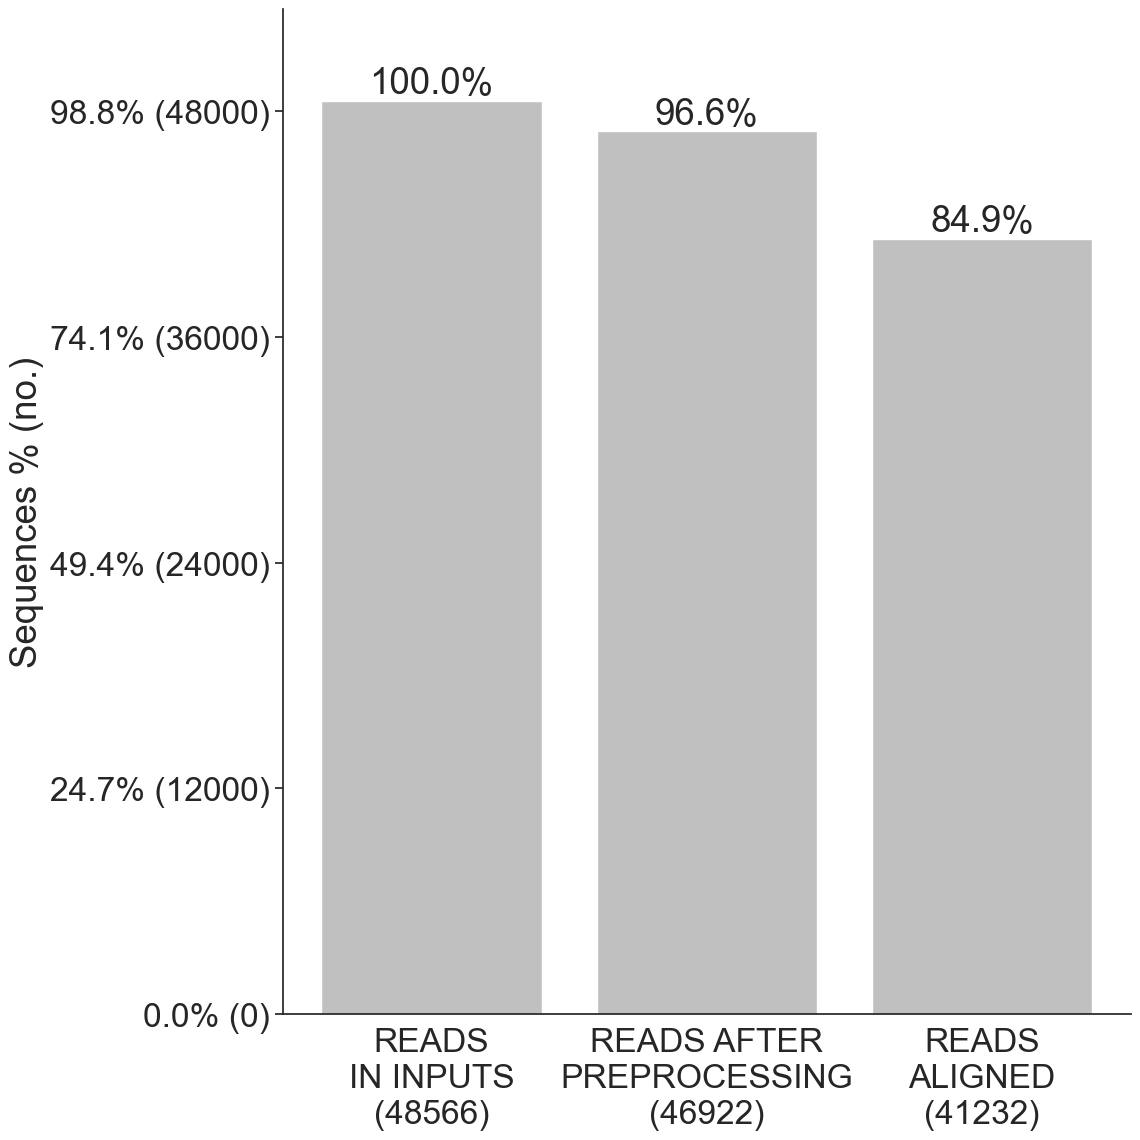 Sequences % (no.)
98.8% (48000)
74.1% (36000)
49.4% (24000)
24.7% (12000)
0.0% (0)
100.0%
96.6%
84.9%
READS
IN INPUTS
(48566)
READS AFTER
PREPROCESSING
(46922)
READS
ALIGNED
(41232)